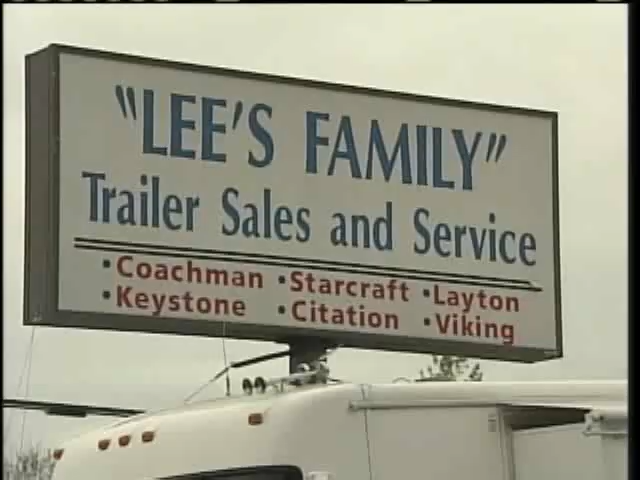 "LEE'S FAMILY"
Trailer Sales and Service
•Coachman •Starcraft •Layton
•Keystone •Citation •Viking